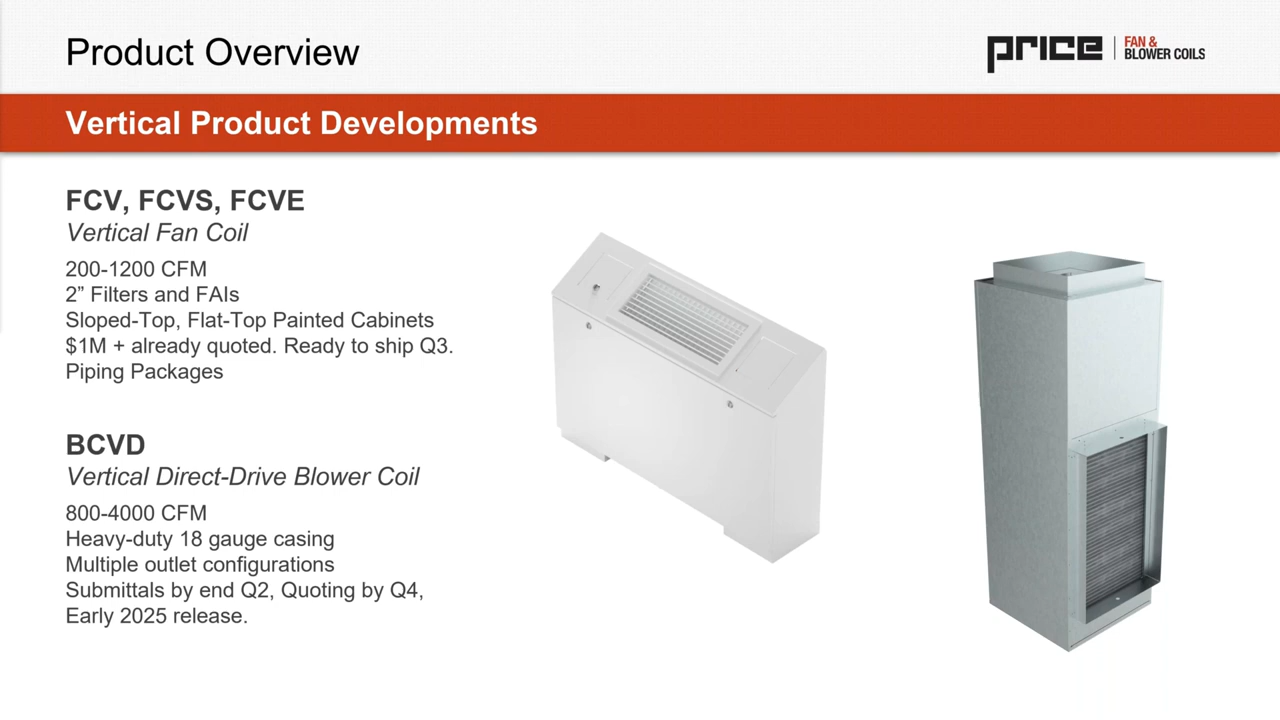 Product Overview
price
FAN &
BLOWER COILS
Vertical Product Developments
FCV, FCVS, FCVE
Vertical Fan Coil
200-1200 CFM
2” Filters and FAIs
Sloped-Top, Flat-Top Painted Cabinets
$1M + already quoted. Ready to ship Q3.
Piping Packages
BCVD
Vertical Direct-Drive Blower Coil
800-4000 CFM
Heavy-duty 18 gauge casing
Multiple outlet configurations
Submittals by end Q2, Quoting by Q4,
Early 2025 release.